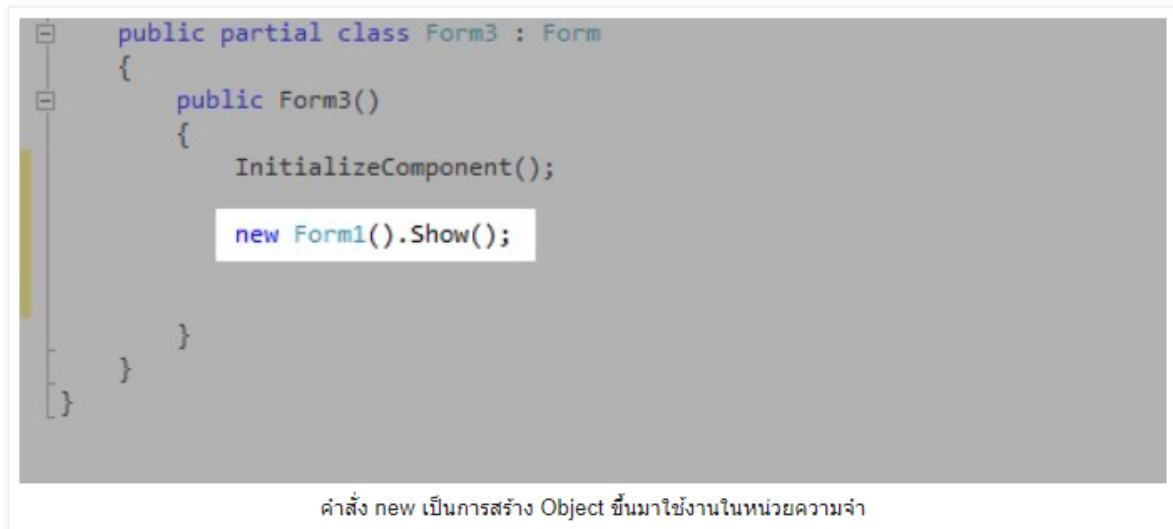 public partial class Form3 : Form
{
public Form3()
{
InitializeComponent();
new Form1().Show();
}
}
}
คำสั่ง new เป็นการสร้าง Object ขึ้นมาใช้งานในหน่วยความจำ